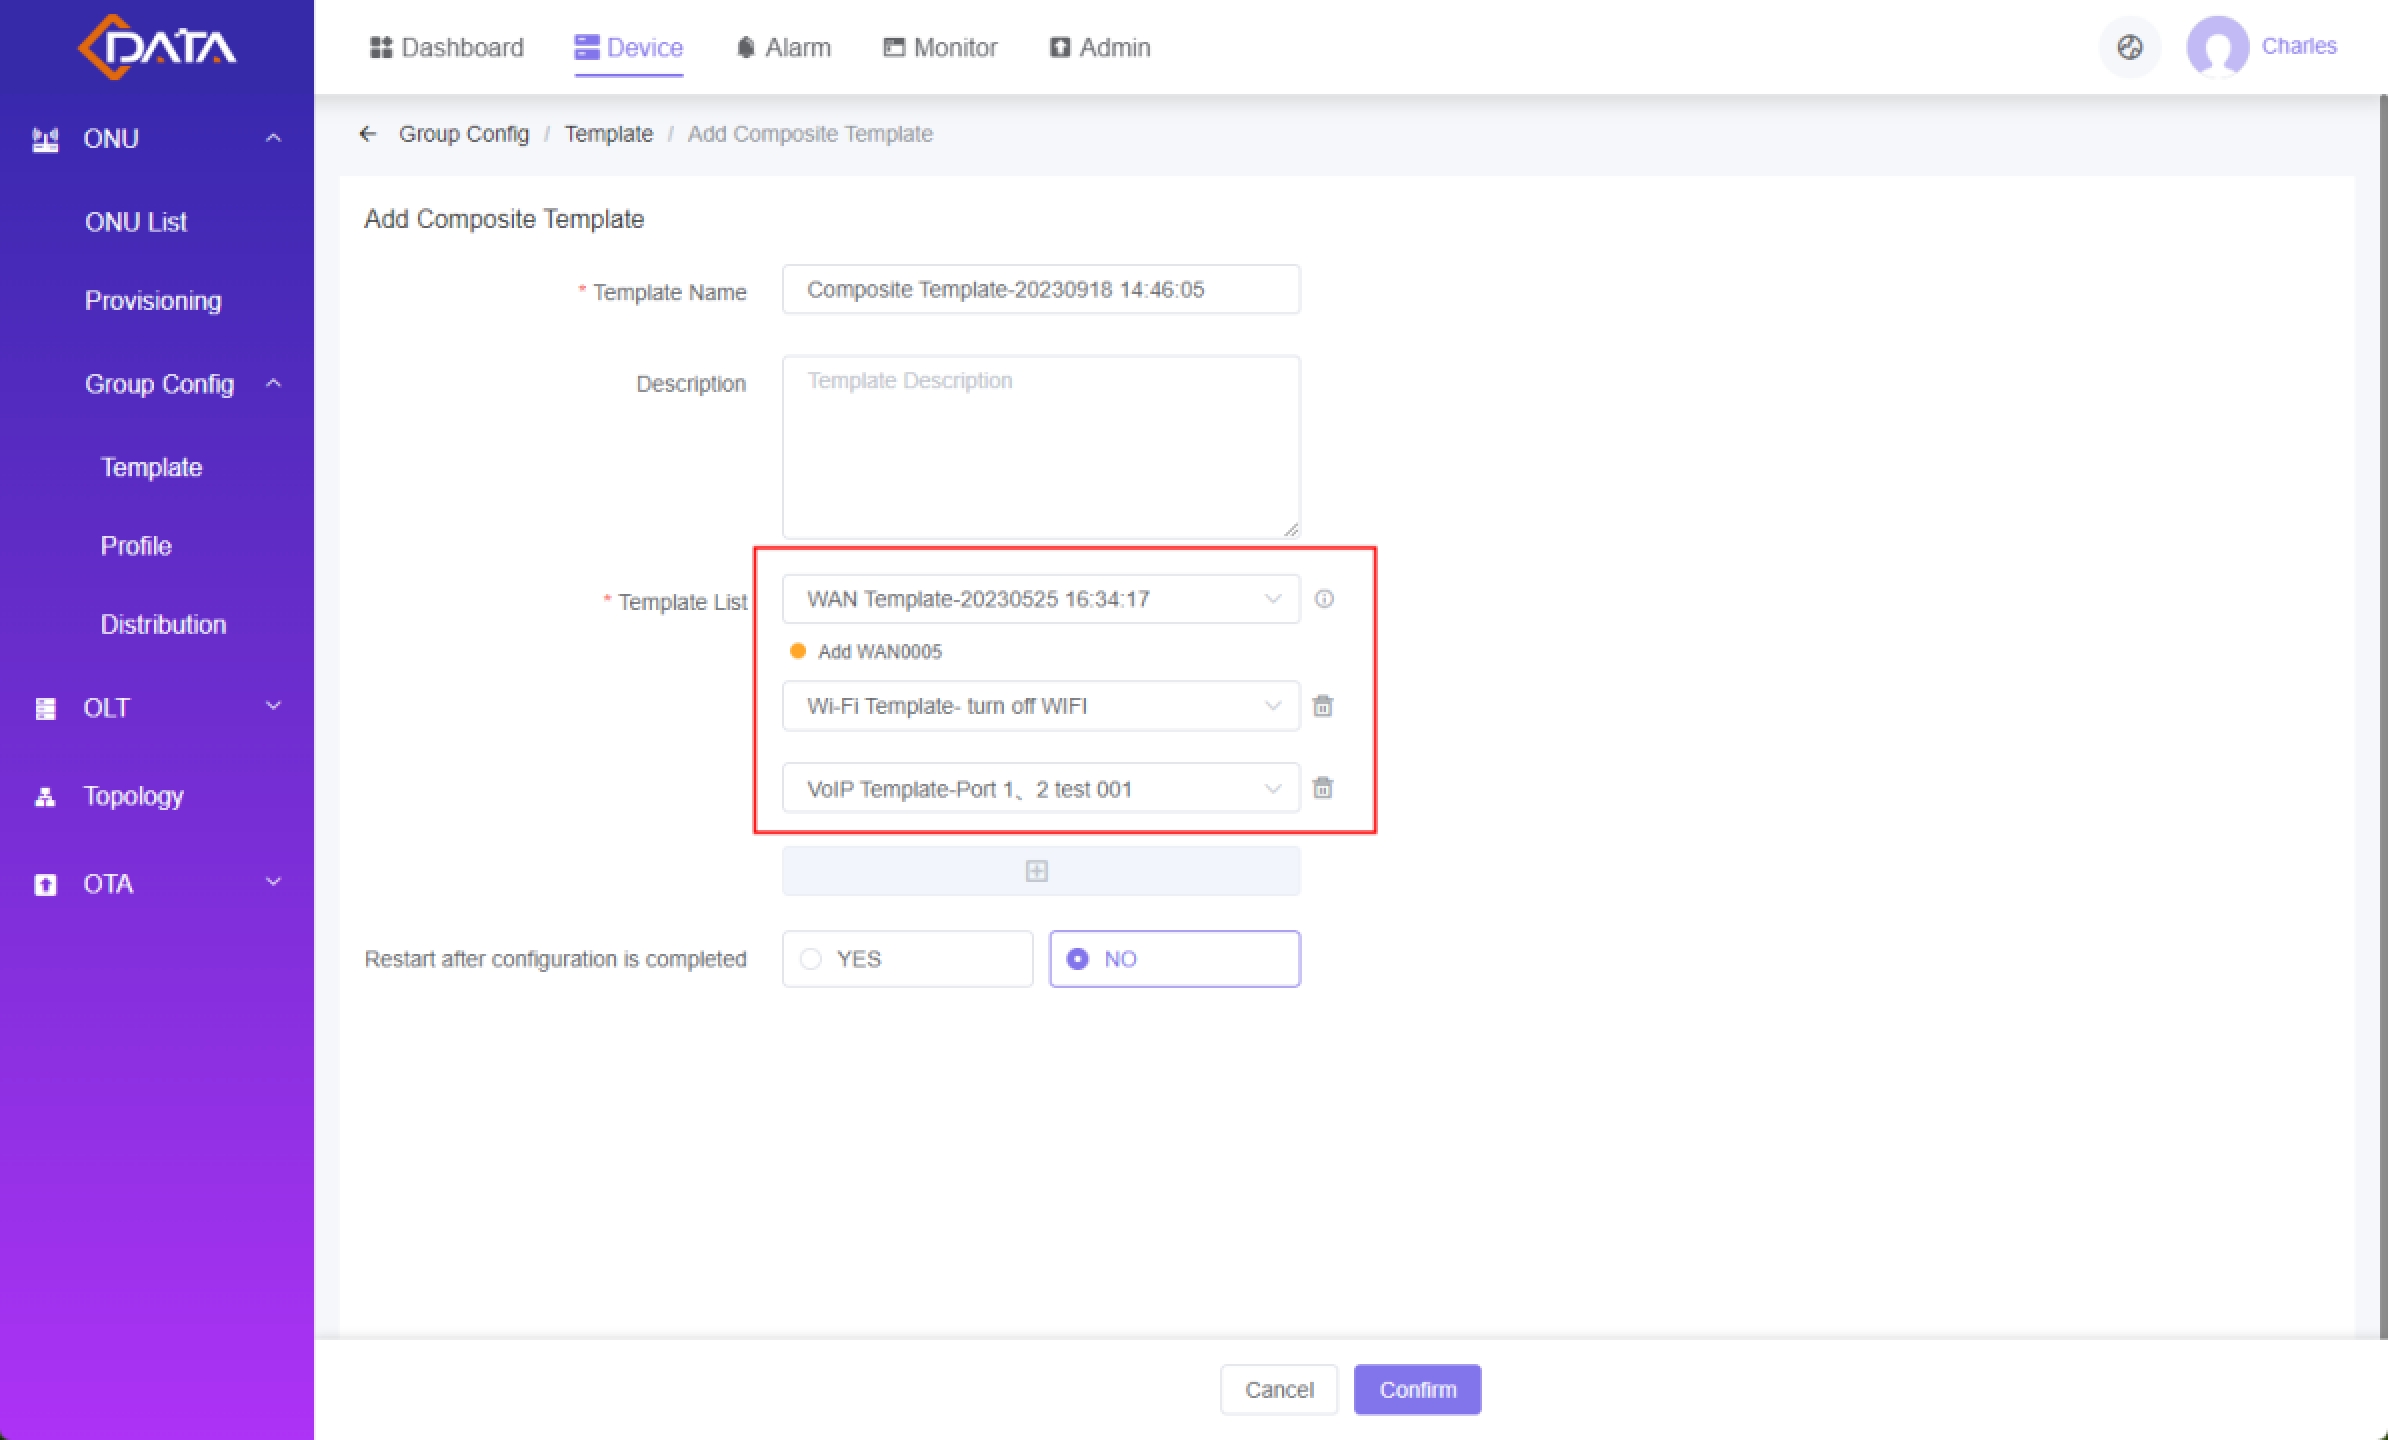 DATA
Dashboard
Device
Alarm
Monitor
Admin
Charles
ONU
ONU List
Provisioning
Group Config
Template
Profile
Distribution
OLT
Topology
OTA
Group Config / Template / Add Composite Template
Add Composite Template
* Template Name
Composite Template-20230918 14:46:05
Description
Template Description
* Template List
WAN Template-20230525 16:34:17
Add WAN0005
Wi-Fi Template- turn off WIFI
VoIP Template-Port 1、2 test 001
Restart after configuration is completed
YES
NO
Cancel
Confirm